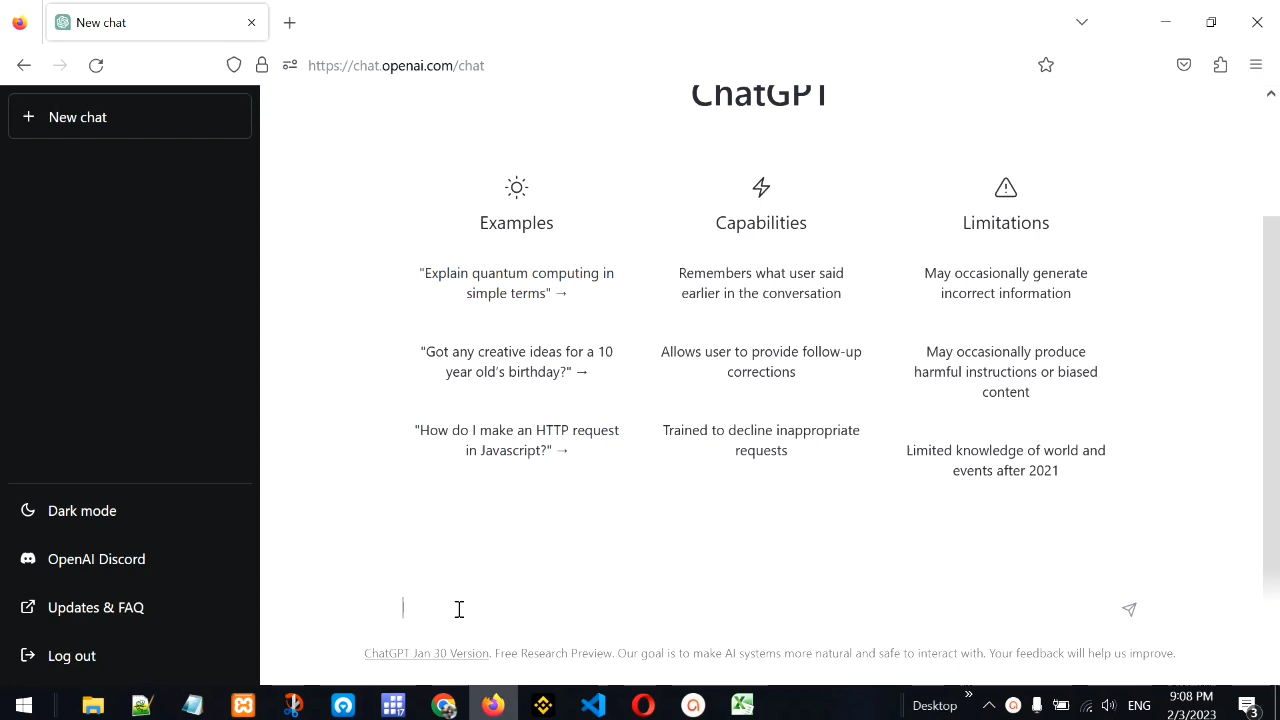 New chat
https://chat.openai.com/chat
New chat
ChatGPT
Examples
Capabilities
Limitations
"Explain quantum computing in
simple terms" →
Remembers what user said
earlier in the conversation
May occasionally generate
incorrect information
"Got any creative ideas for a 10
year old's birthday?" →
Allows user to provide follow-up
corrections
May occasionally produce
harmful instructions or biased
content
"How do I make an HTTP request
in Javascript?" →
Trained to decline inappropriate
requests
Limited knowledge of world and
events after 2021
Dark mode
OpenAI Discord
Updates & FAQ
Log out
ChatGPT Jan 30 Version. Free Research Preview. Our goal is to make AI systems more natural and safe to interact with. Your feedback will help us improve.
17
Desktop
»
ENG
9:08 PM
2/3/2023
3